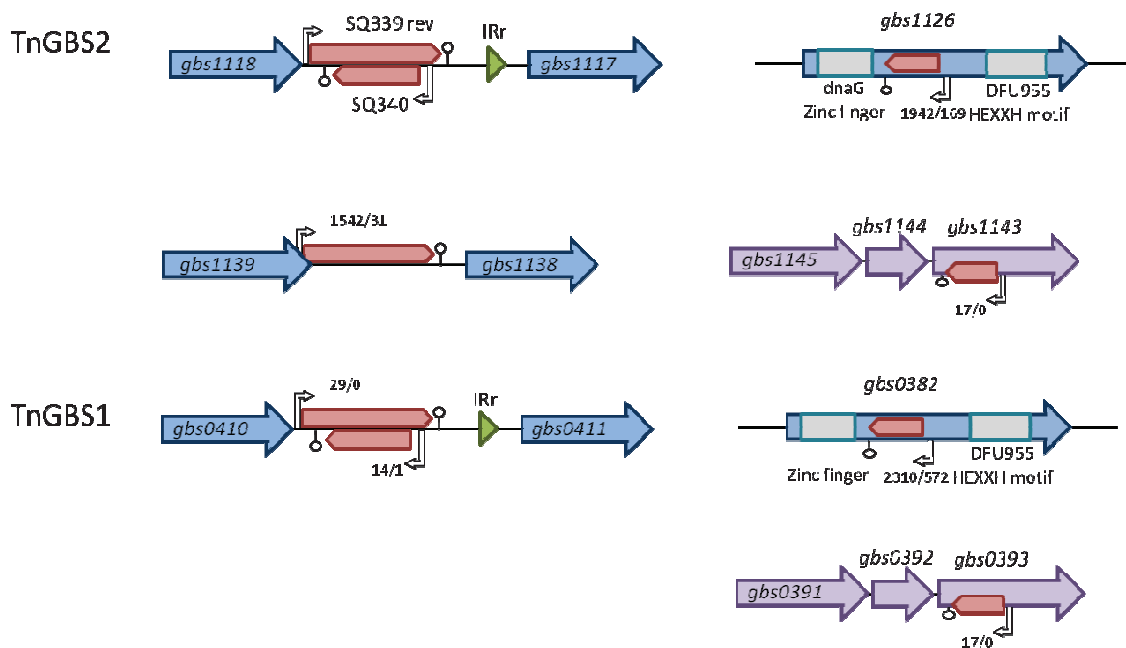 TnGBS2
SQ339 rev
IRr
gbs1118
gbs1117
SQ340
gbs1126
dnaG
DFU955
Zinc finger
1942/169
HEXXH motif
1542/31
gbs1139
gbs1138
gbs1144
gbs1143
gbs1145
17/0
TnGBS1
29/0
IRr
gbs0410
gbs0411
14/1
gbs0382
DFU955
Zinc finger
2310/572
HEXXH motif
gbs0392
gbs0393
gbs0391
17/0